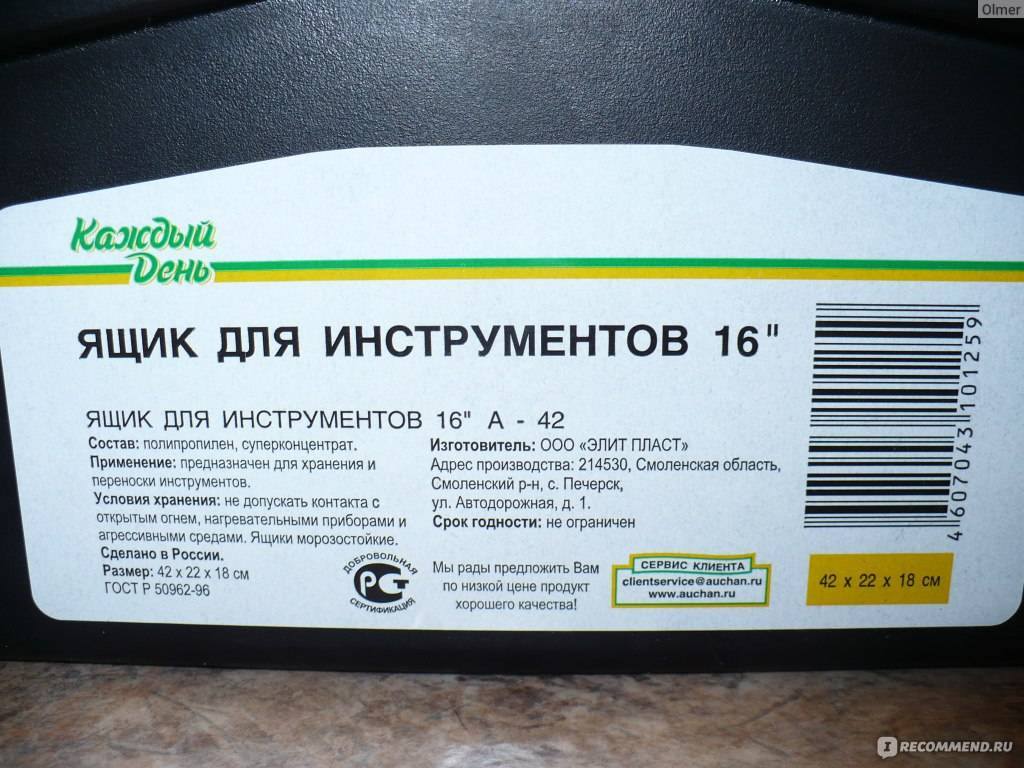 Olmer
Каждый
День
ЯЩИК ДЛЯ ИНСТРУМЕНТОВ 16"
ЯЩИК ДЛЯ ИНСТРУМЕНТОВ 16" А - 42
Состав: полипропилен, суперконцентрат.
Применение: предназначен для хранения и
переноски инструментов.
Условия хранения: не допускать контакта с
открытым огнем, нагревательными приборами и
агрессивными средами. Ящики морозостойкие.
Сделано в России.
Размер: 42 х 22 х 18 см
ГОСТ Р 50962-96
ДОБРОВОЛЬНАЯ
РСТ
СЕРТИФИКАЦИЯ
Изготовитель: ООО «ЭЛИТ ПЛАСТ»
Адрес производства: 214530, Смоленская область,
Смоленский р-н, с. Печерск,
ул. Автодорожная, д. 1.
Срок годности: не ограничен
Мы рады предложить Вам
по низкой цене продукт
хорошего качества!
СЕРВИС КЛИЕНТА
clientservice@auchan.ru
www.auchan.ru
4607043101259
42 х 22 х 18 см
IRECOMMEND.RU